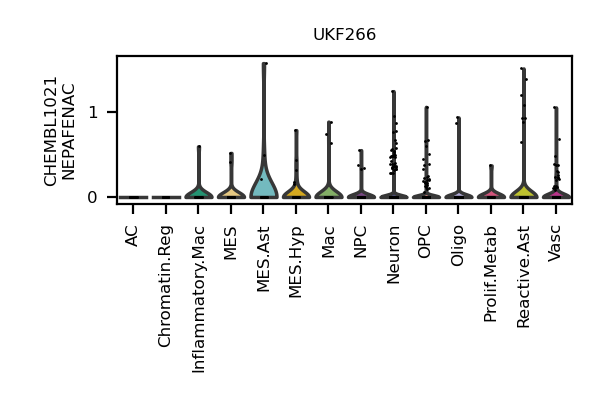 UKF266
CHEMBL1021
NEPAFENAC
1
0
AC
Chromatin.Reg
Inflammatory.Mac
MES
MES.Ast
MES.Hyp
Mac
NPC
Neuron
OPC
Oligo
Prolif.Metab
Reactive.Ast
Vasc